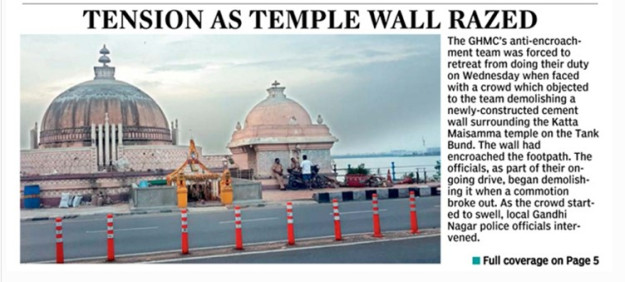 TENSION AS TEMPLE WALL RAZED
The GHMC's anti-encroach-
ment team was forced to
retreat from doing their duty
on Wednesday when faced
with a crowd which objected
to the team demolishing a
newly-constructed cement
wall surrounding the Katta
Maisamma temple on the Tank
Bund. The wall had
encroached the footpath. The
officials, as part of their on-
going drive, began demolish-
ing it when a commotion
broke out. As the crowd start-
ed to swell, local Gandhi
Nagar police officials inter-
vened.
Full coverage on Page 5